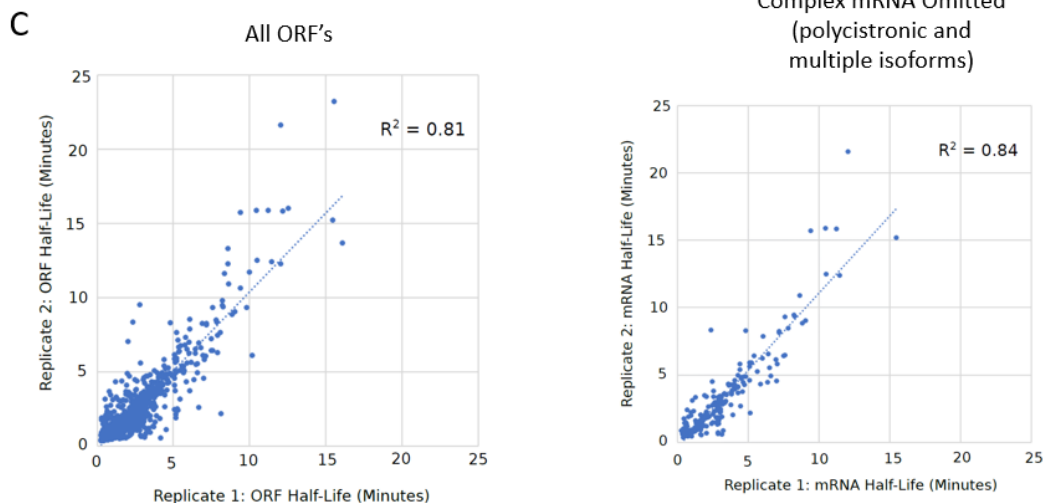 C
All ORF's
25
20
15
10
5
0
0 5 10 15 20 25
R² = 0.81
Replicate 2: ORF Half-Life (Minutes)
Replicate 1: ORF Half-Life (Minutes)
Complex mRNA Omitted
(polycistronic and
multiple isoforms)
25
20
15
10
5
0
0 5 10 15 20 25
R² = 0.84
Replicate 2: mRNA Half-Life (Minutes)
Replicate 1: mRNA Half-Life (Minutes)